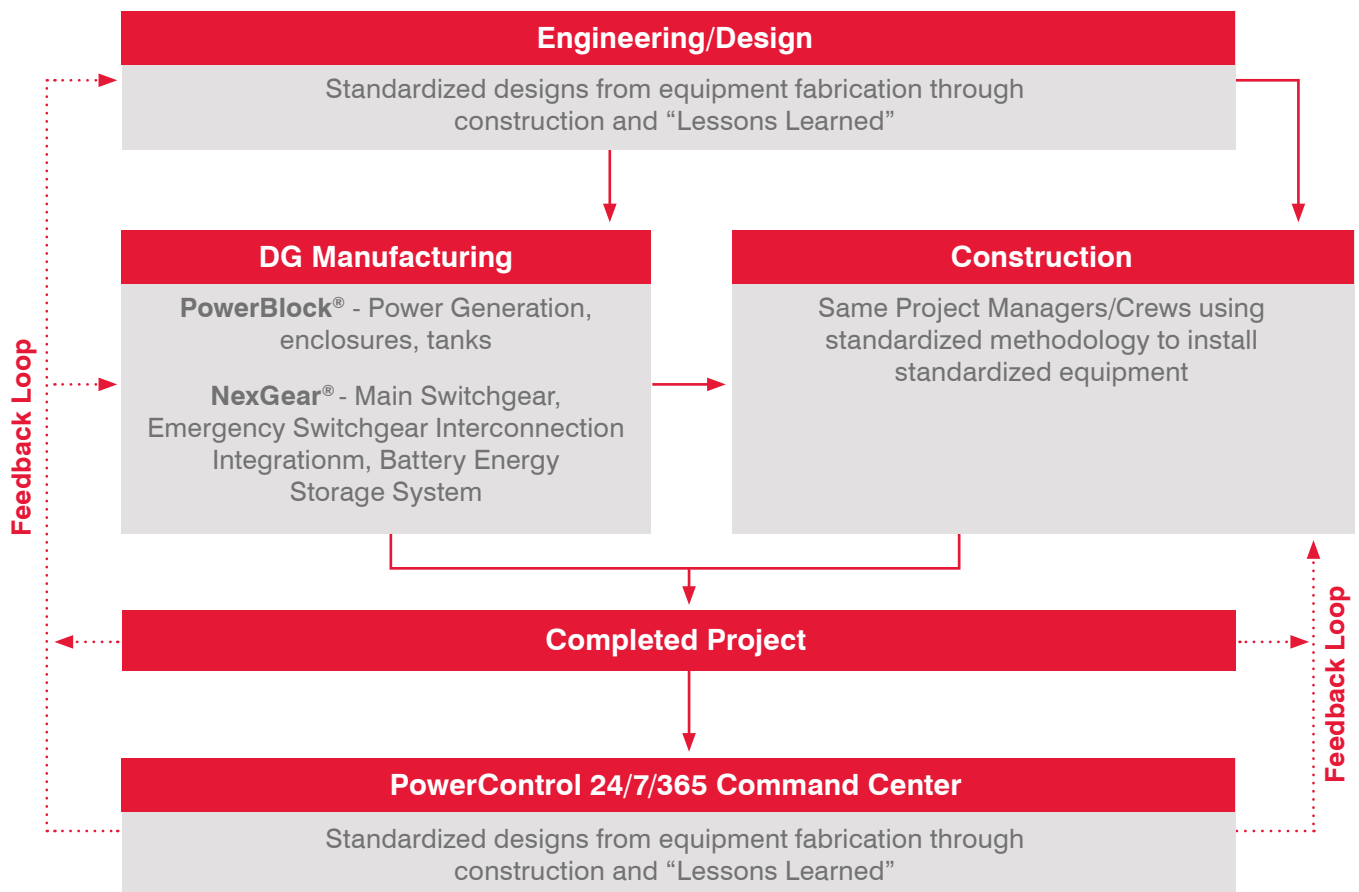 Engineering/Design
Standardized designs from equipment fabrication through
construction and “Lessons Learned”
DG Manufacturing
PowerBlock® - Power Generation,
enclosures, tanks
NexGear® - Main Switchgear,
Emergency Switchgear Interconnection
Integrationm, Battery Energy
Storage System
Construction
Same Project Managers/Crews using
standardized methodology to install
standardized equipment
Feedback Loop
Completed Project
Feedback Loop
PowerControl 24/7/365 Command Center
Standardized designs from equipment fabrication through
construction and “Lessons Learned”